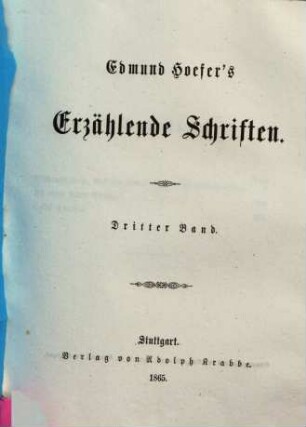 Edmund Hoefer's
Erzählende Schriften.
Dritter Band.
Stuttgart.
Verlag von Adolph Krabbe.
1865.